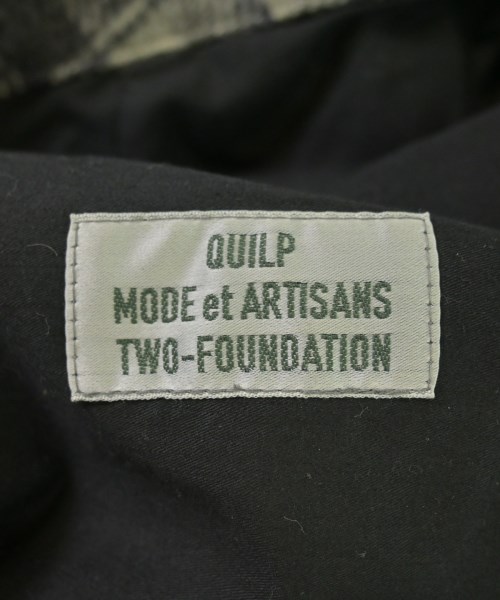 QUILP
MODE et ARTISANS
TWO-FOUNDATION